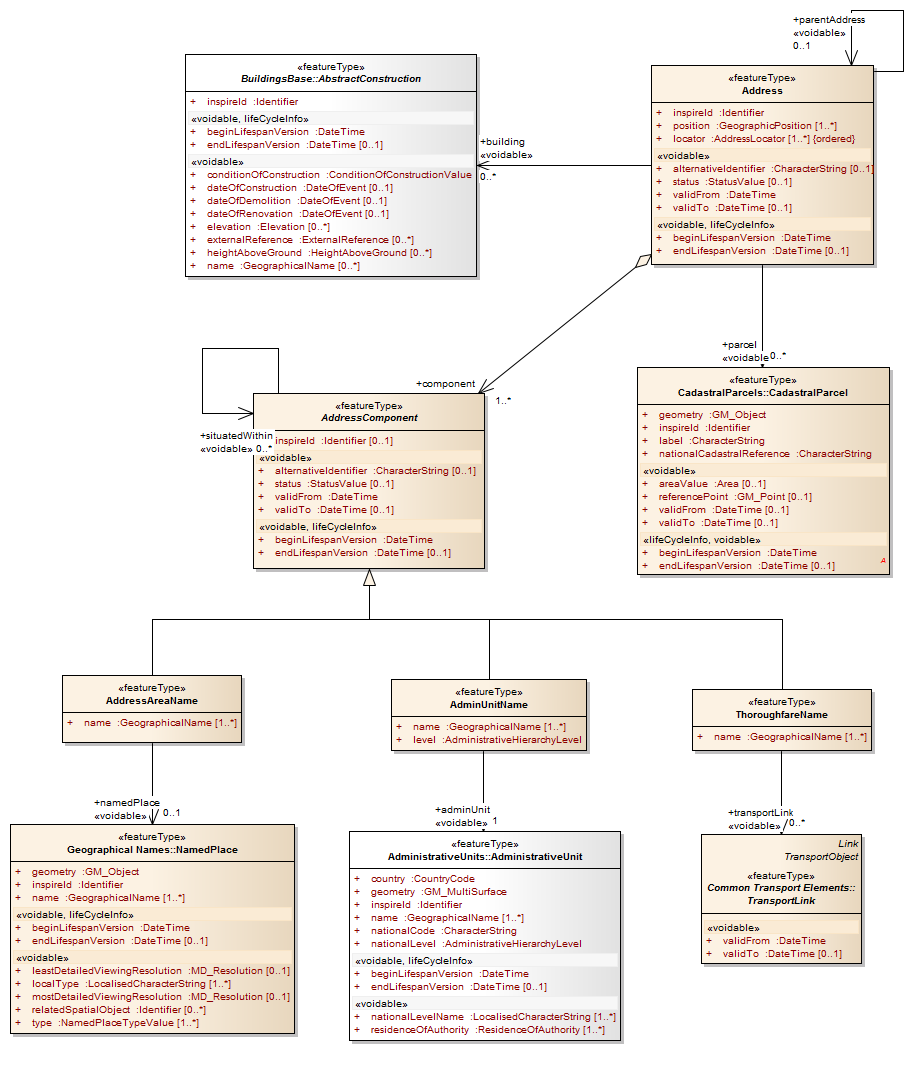 +parentAddress
«voidable»
0..1
«featureType»
BuildingsBase::AbstractConstruction
+ inspireId :Identifier
«voidable, lifeCycleInfo»
+ beginLifespanVersion :DateTime
+ endLifespanVersion :DateTime [0..1]
«voidable»
+ conditionOfConstruction :ConditionOfConstructionValue
+ dateOfConstruction :DateOfEvent [0..1]
+ dateOfDemolition :DateOfEvent [0..1]
+ dateOfRenovation :DateOfEvent [0..1]
+ elevation :Elevation [0..*]
+ externalReference :ExternalReference [0..*]
+ heightAboveGround :HeightAboveGround [0..*]
+ name :GeographicalName [0..*]
+building
«voidable»
0..*
«featureType»
Address
+ inspireId :Identifier
+ position :GeographicPosition [1..*]
+ locator :AddressLocator [1..*] {ordered}
«voidable»
+ alternativeIdentifier :CharacterString [0..1]
+ status :StatusValue [0..1]
+ validFrom :DateTime
+ validTo :DateTime [0..1]
«voidable, lifeCycleInfo»
+ beginLifespanVersion :DateTime
+ endLifespanVersion :DateTime [0..1]
+component
1..*
+parcel
«voidable» 0..*
«featureType»
AddressComponent
+situatedWithin
«voidable» 0..*
inspireId :Identifier [0..1]
«voidable»
+ alternativeIdentifier :CharacterString [0..1]
+ status :StatusValue [0..1]
+ validFrom :DateTime
+ validTo :DateTime [0..1]
«voidable, lifeCycleInfo»
+ beginLifespanVersion :DateTime
+ endLifespanVersion :DateTime [0..1]
«featureType»
CadastralParcels::CadastralParcel
+ geometry :GM_Object
+ inspireId :Identifier
+ label :CharacterString
+ nationalCadastralReference :CharacterString
«voidable»
+ areaValue :Area [0..1]
+ referencePoint :GM_Point [0..1]
+ validFrom :DateTime [0..1]
+ validTo :DateTime [0..1]
«lifeCycleInfo, voidable»
+ beginLifespanVersion :DateTime
+ endLifespanVersion :DateTime [0..1]
A
«featureType»
AddressAreaName
+ name :GeographicalName [1..*]
«featureType»
AdminUnitName
+ name :GeographicalName [1..*]
+ level :AdministrativeHierarchyLevel
«featureType»
ThoroughfareName
+ name :GeographicalName [1..*]
+namedPlace
«voidable» 0..1
+adminUnit
«voidable» 1
+transportLink
«voidable» 0..*
«featureType»
Geographical Names::NamedPlace
+ geometry :GM_Object
+ inspireId :Identifier
+ name :GeographicalName [1..*]
«voidable, lifeCycleInfo»
+ beginLifespanVersion :DateTime
+ endLifespanVersion :DateTime [0..1]
«voidable»
+ leastDetailedViewingResolution :MD_Resolution [0..1]
+ localType :LocalisedCharacterString [1..*]
+ mostDetailedViewingResolution :MD_Resolution [0..1]
+ relatedSpatialObject :Identifier [0..*]
+ type :NamedPlaceTypeValue [1..*]
«featureType»
AdministrativeUnits::AdministrativeUnit
+ country :CountryCode
+ geometry :GM_MultiSurface
+ inspireId :Identifier
+ name :GeographicalName [1..*]
+ nationalCode :CharacterString
+ nationalLevel :AdministrativeHierarchyLevel
«voidable, lifeCycleInfo»
+ beginLifespanVersion :DateTime
+ endLifespanVersion :DateTime [0..1]
«voidable»
+ nationalLevelName :LocalisedCharacterString [1..*]
+ residenceOfAuthority :ResidenceOfAuthority [1..*]
Link
TransportObject
«featureType»
Common Transport Elements::
TransportLink
«voidable»
+ validFrom :DateTime
+ validTo :DateTime [0..1]